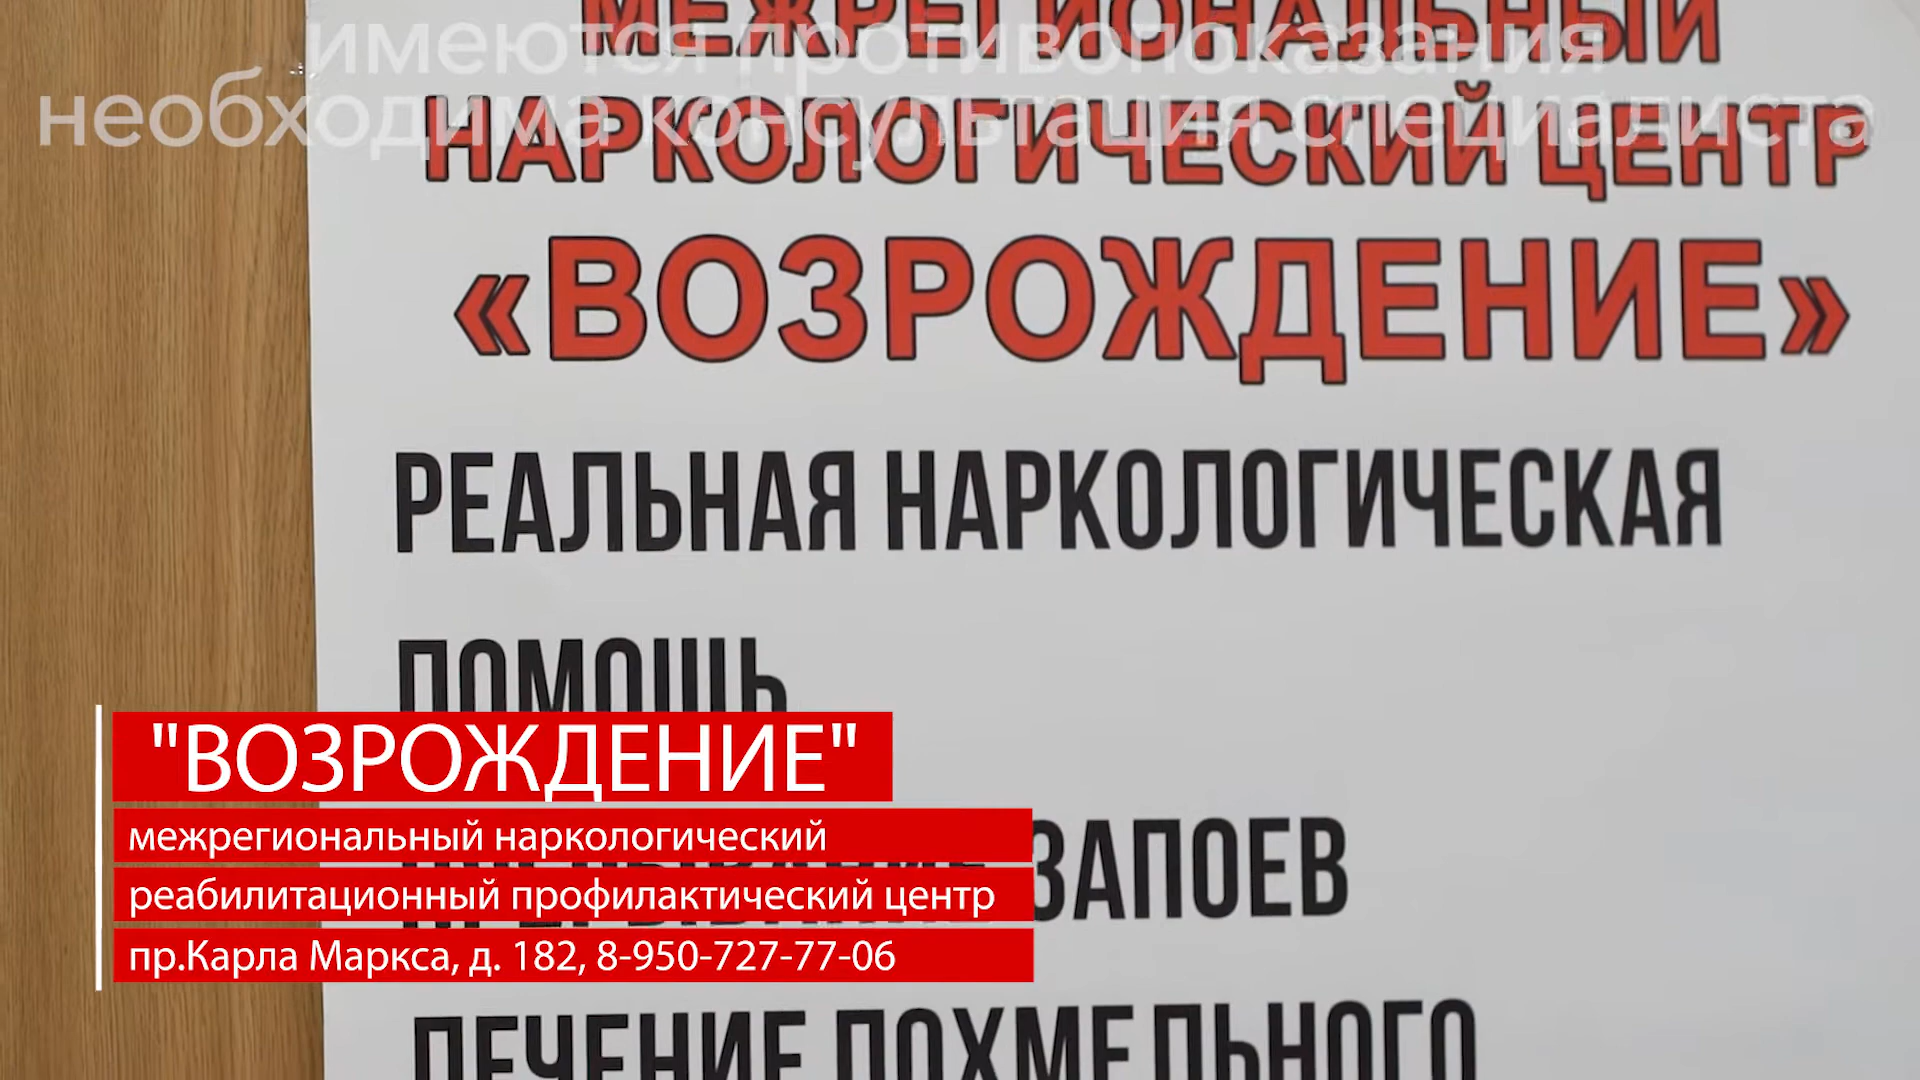 имеются противопоказания
необходима консультация специалиста
МЕЖРЕГИОНАЛЬНЫЙ
НАРКОЛОГИЧЕСКИЙ ЦЕНТР
«ВОЗРОЖДЕНИЕ»
РЕАЛЬНАЯ НАРКОЛОГИЧЕСКАЯ
ПОМОЩЬ
ПРЕРЫВАНИЕ ЗАПОЕВ
ЛЕЧЕНИЕ ПОХМЕЛЬНОГО
"ВОЗРОЖДЕНИЕ"
межрегиональный наркологический
реабилитационный профилактический центр
пр.Карла Маркса, д. 182, 8-950-727-77-06